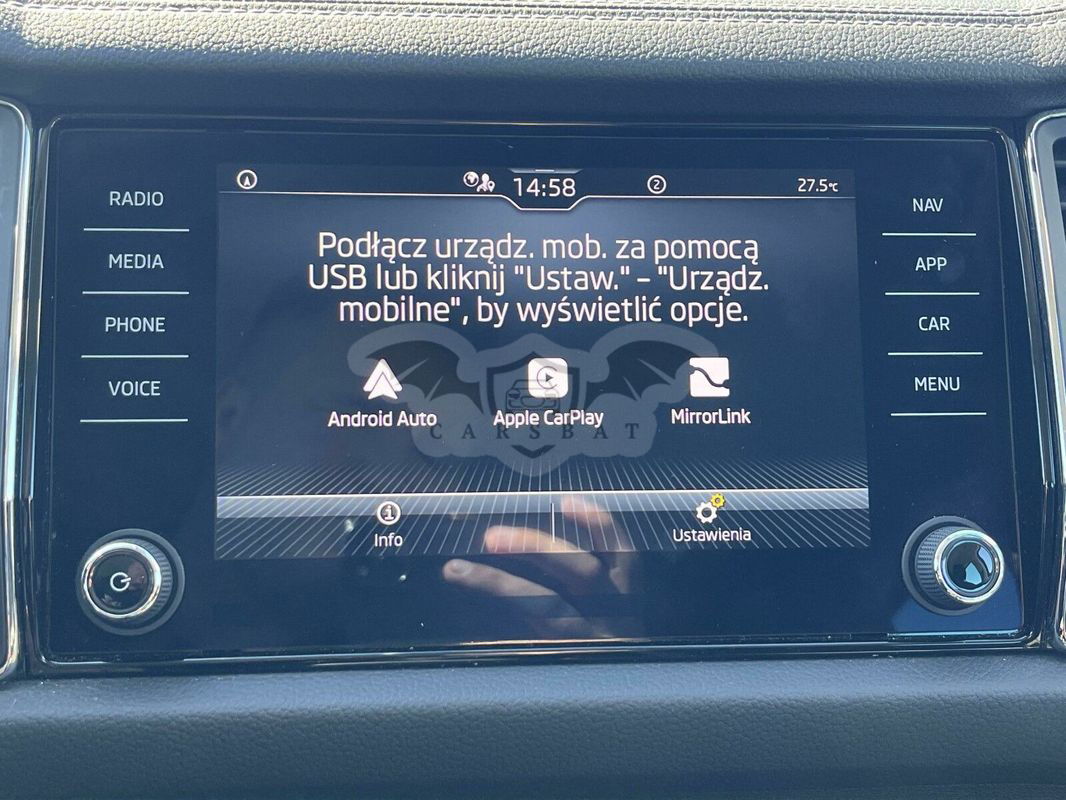 14:58
2
27.5°C
RADIO
MEDIA
PHONE
VOICE
Podłącz urządz. mob. za pomocą
USB lub kliknij "Ustaw." - "Urządz.
mobilne", by wyświetlić opcje.
Android Auto
Apple CarPlay
MirrorLink
CARSBAT
Info
Ustawienia
NAV
APP
CAR
MENU